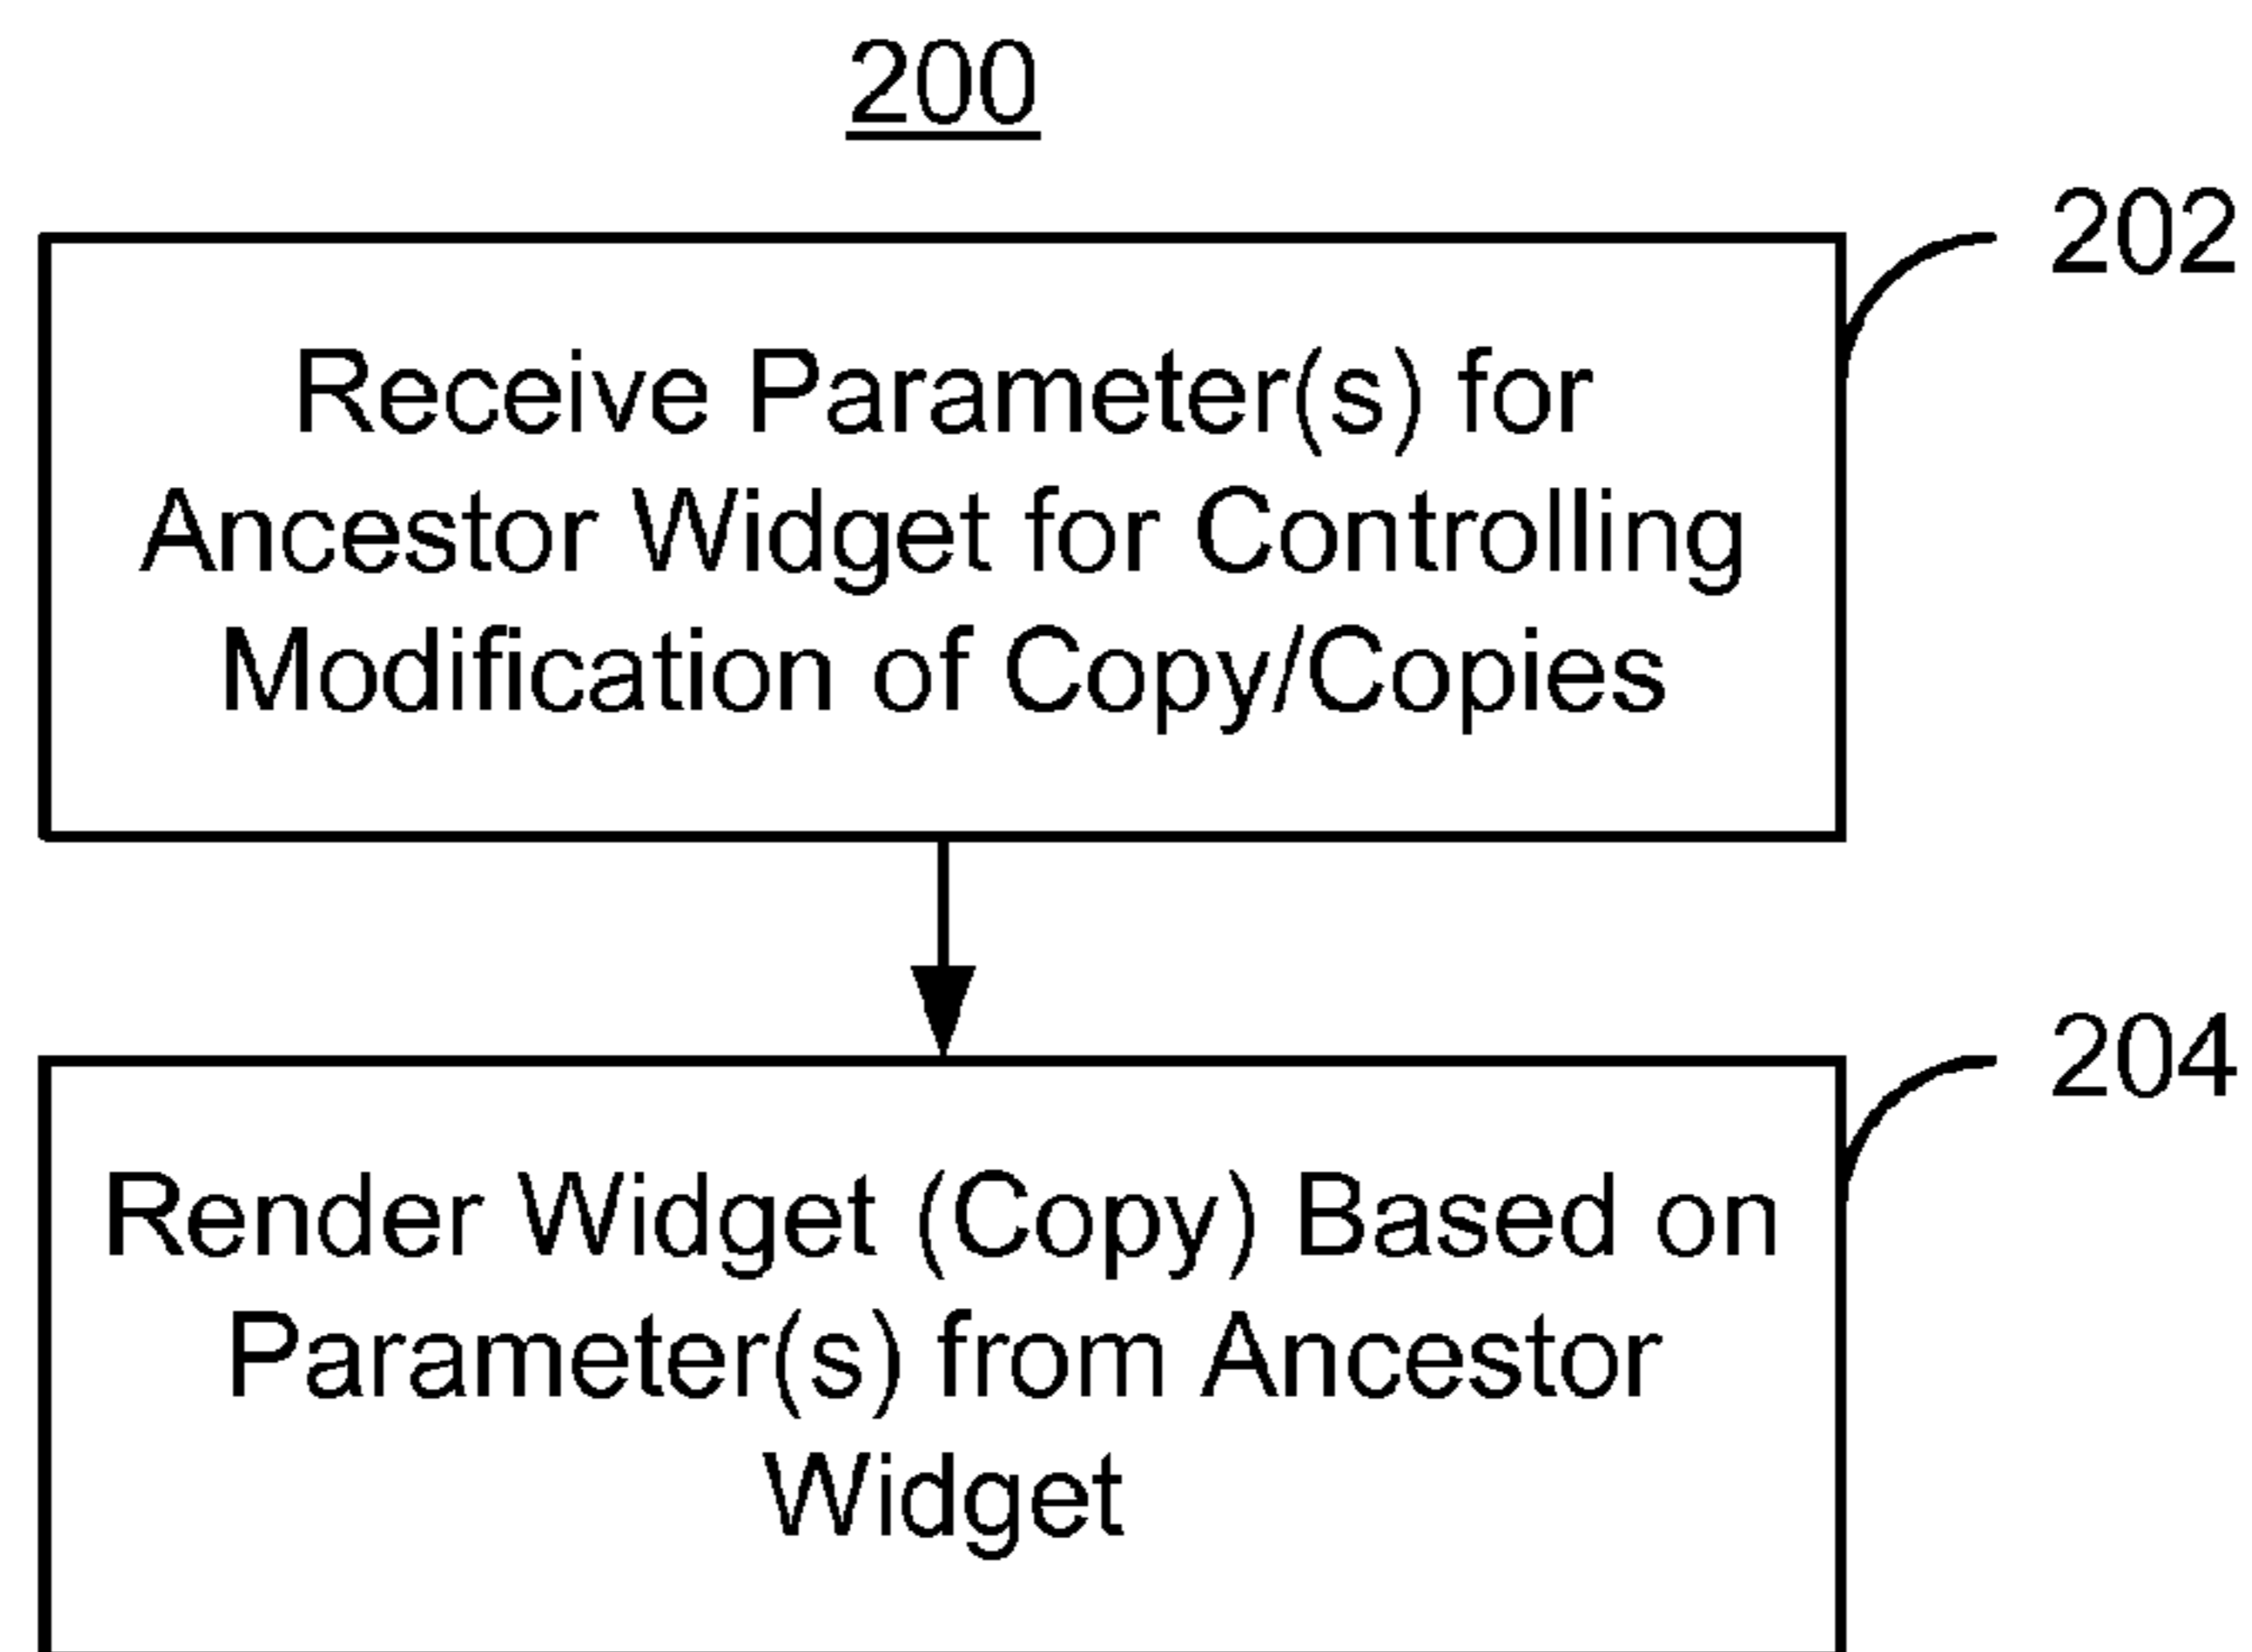 200
202
Receive Parameter(s) for
Ancestor Widget for Controlling
Modification of Copy/Copies
204
Render Widget (Copy) Based on
Parameter(s) from Ancestor
Widget